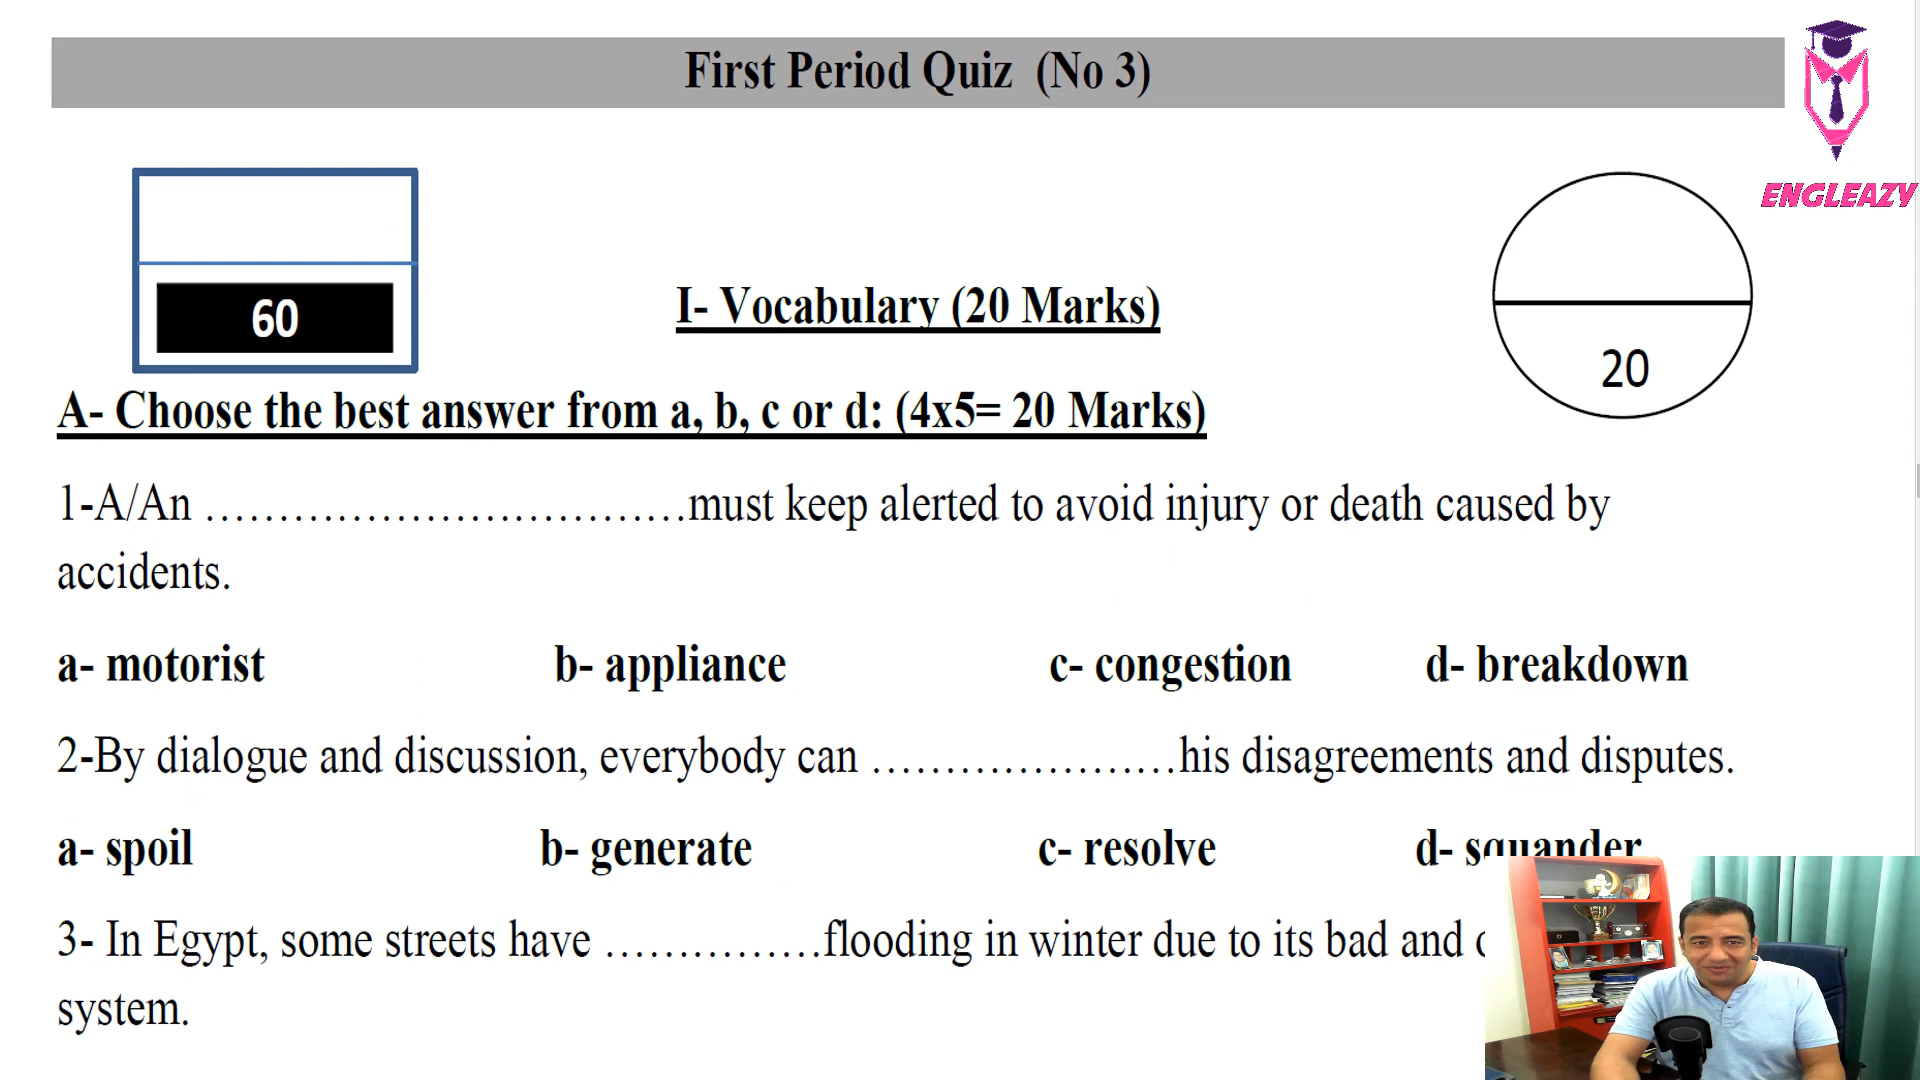 First Period Quiz (No 3)
ENGLEAZY
60
I- Vocabulary (20 Marks)
20
A- Choose the best answer from a, b, c or d: (4x5= 20 Marks)
1-A/An ……………………………must keep alerted to avoid injury or death caused by
accidents.
a- motorist b- appliance c- congestion d- breakdown
2-By dialogue and discussion, everybody can …………………his disagreements and disputes.
a- spoil b- generate c- resolve d- squander
3- In Egypt, some streets have ……………flooding in winter due to its bad and
system.